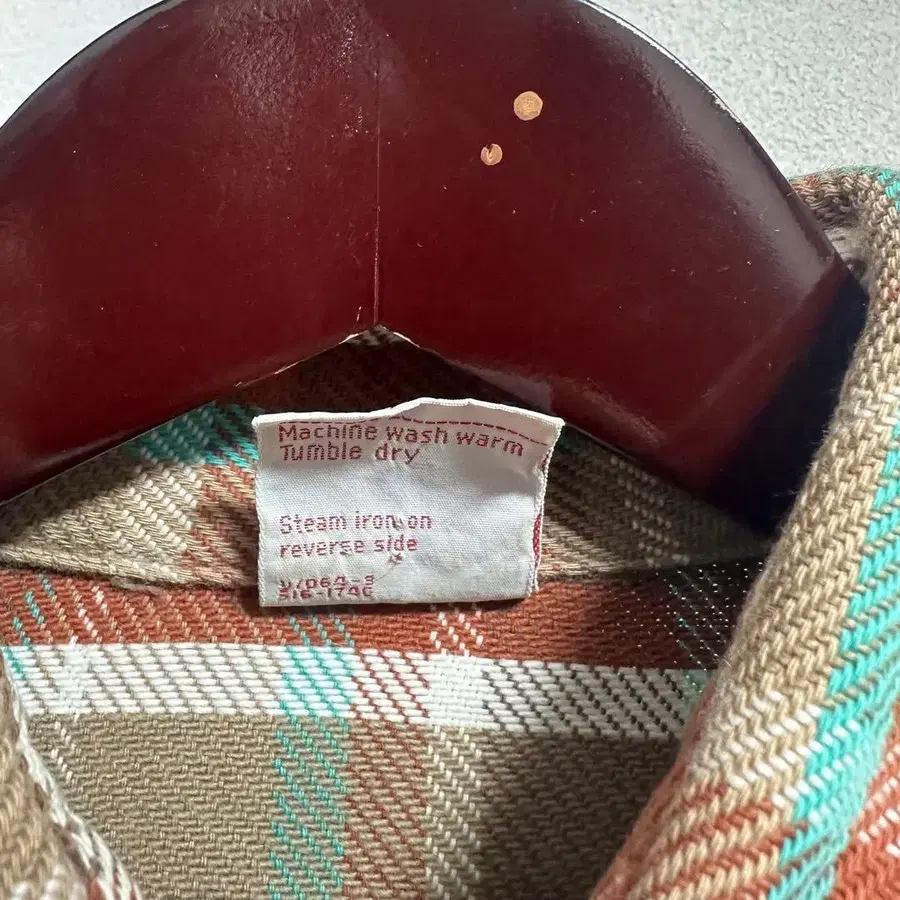 Machine wash warm
Tumble dry
Steam iron on
reverse side